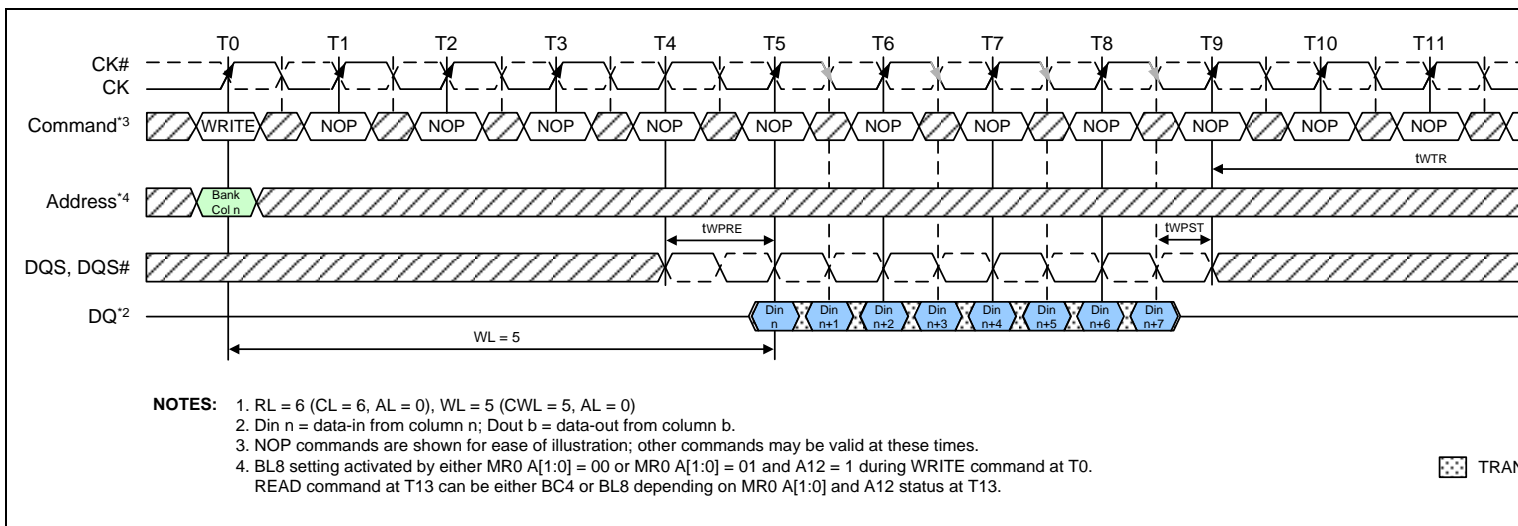 T0 T1 T2 T3 T4 T5 T6 T7 T8 T9 T10 T11
CK#
CK
Command*3 WRITE NOP NOP NOP NOP NOP NOP NOP NOP NOP NOP NOP
tWTR
Address*4 Bank Col n
tWPRE tWPST
DQS, DQS#
DQ*2 Din n Din n+1 Din n+2 Din n+3 Din n+4 Din n+5 Din n+6 Din n+7
WL = 5
NOTES: 1. RL = 6 (CL = 6, AL = 0), WL = 5 (CWL = 5, AL = 0)
2. Din n = data-in from column n; Dout b = data-out from column b.
3. NOP commands are shown for ease of illustration; other commands may be valid at these times.
4. BL8 setting activated by either MR0 A[1:0] = 00 or MR0 A[1:0] = 01 and A12 = 1 during WRITE command at T0.
READ command at T13 can be either BC4 or BL8 depending on MR0 A[1:0] and A12 status at T13.
TRAN